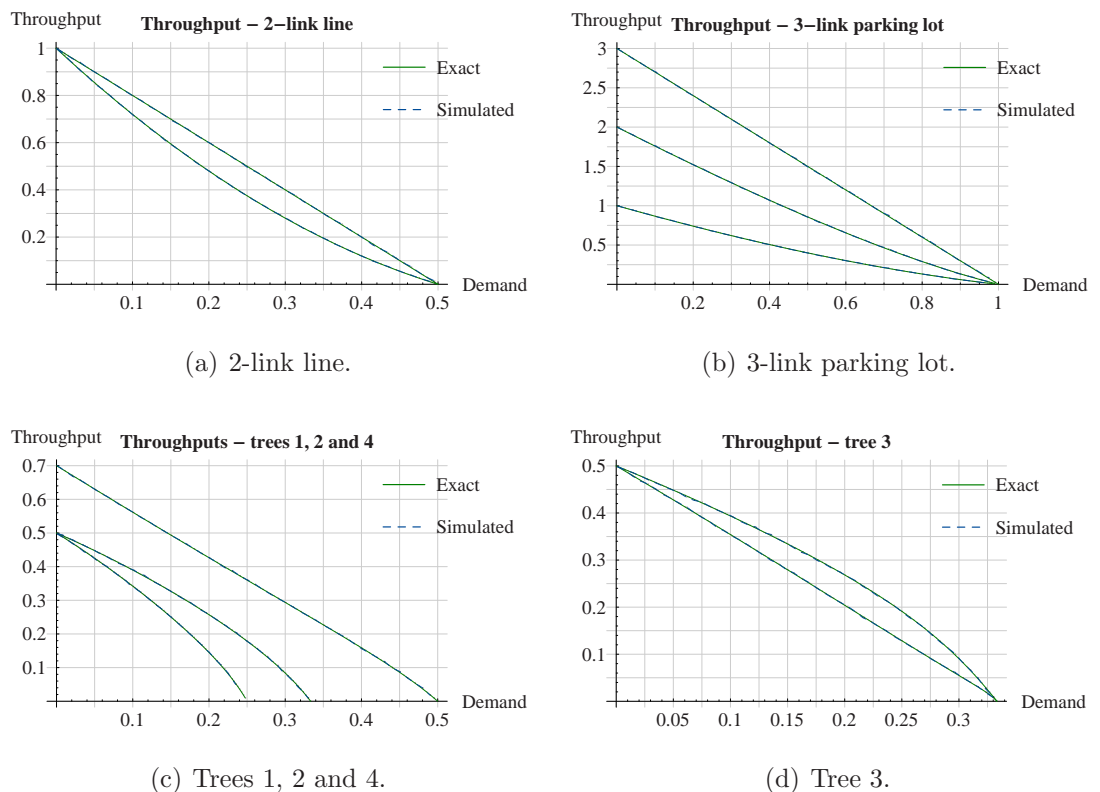 Throughput
Throughput − 2−link line
1
0.8
0.6
0.4
0.2
0.1
0.2
0.3
0.4
0.5
Demand
Exact
Simulated
(a) 2-link line.
Throughput
Throughput − 3−link parking lot
3
2.5
2
1.5
1
0.5
0.2
0.4
0.6
0.8
1
Demand
Exact
Simulated
(b) 3-link parking lot.
Throughput
Throughputs − trees 1, 2 and 4
0.7
0.6
0.5
0.4
0.3
0.2
0.1
0.1
0.2
0.3
0.4
0.5
Demand
Exact
Simulated
(c) Trees 1, 2 and 4.
Throughput
Throughput − tree 3
0.5
0.4
0.3
0.2
0.1
0.05
0.1
0.15
0.2
0.25
0.3
Demand
Exact
Simulated
(d) Tree 3.